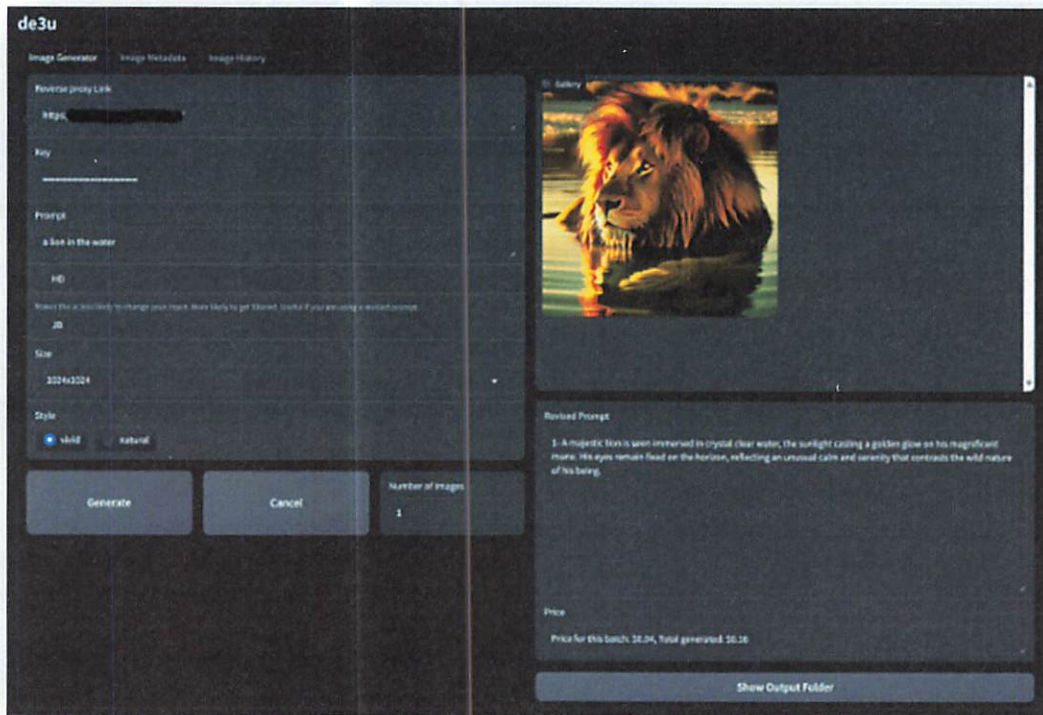 de3u
Image Generator Image Metadata Image History
Reverse proxy Link
https:
Key
Prompt
a lion in the water
HD
Makes the ai less likely to change your input. More likely to get filtered. Useful if you are using a revised prompt.
JB
Size
1024x1024
Style
vivid natural
Generate Cancel
Number of Images
1
Gallery
Revised Prompt
1- A majestic lion is seen immersed in crystal clear water, the sunlight casting a golden glow on his magnificent
mane. His eyes remain fixed on the horizon, reflecting an unusual calm and serenity that contrasts the wild nature
of his being.
Price
Price for this batch: $0.04, Total generated: $0.16
Show Output Folder